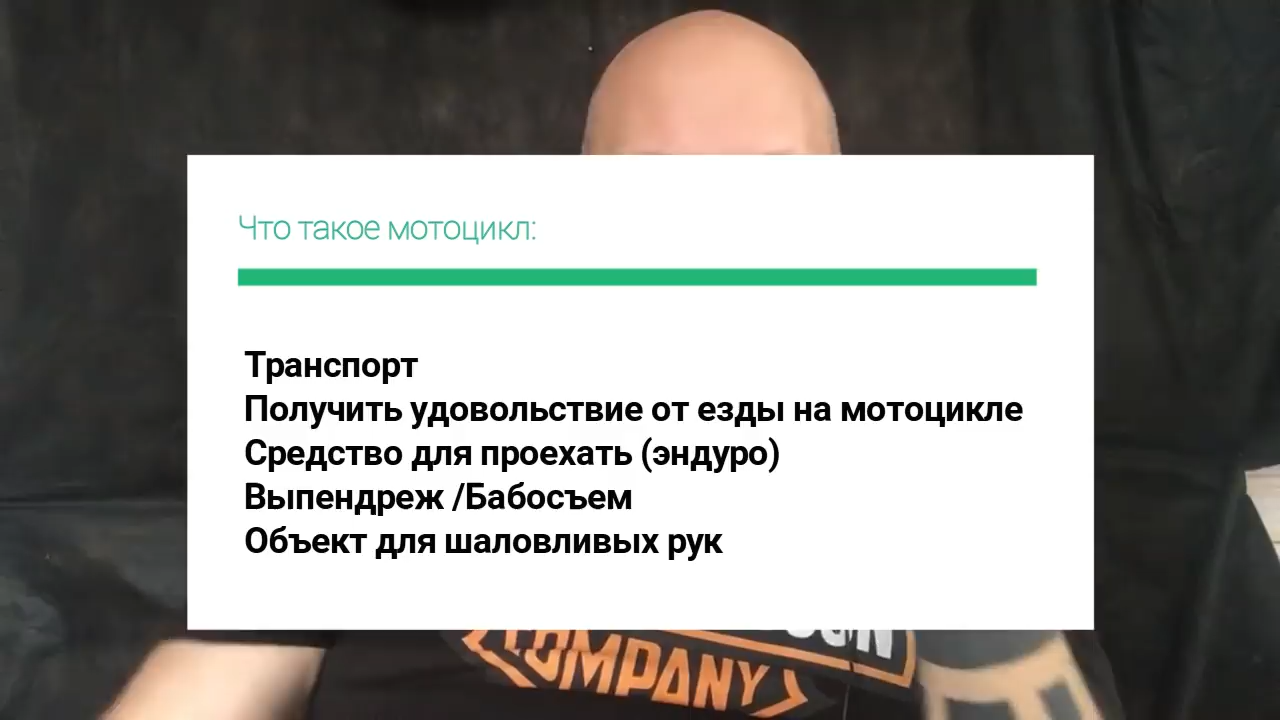 Что такое мотоцикл:
Транспорт
Получить удовольствие от езды на мотоцикле
Средство для проехать (эндуро)
Выпендреж /Бабосъем
Объект для шаловливых рук
COMPANY